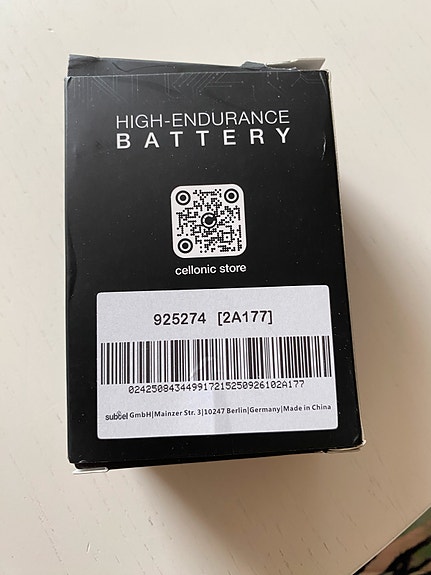 HIGH-ENDURANCE
BATTERY
cellonic store
925274 [2A177]
02425084344991721525092610​2A177
subtel GmbH|Mainzer Str. 3|10247 Berlin|Germany|Made in China